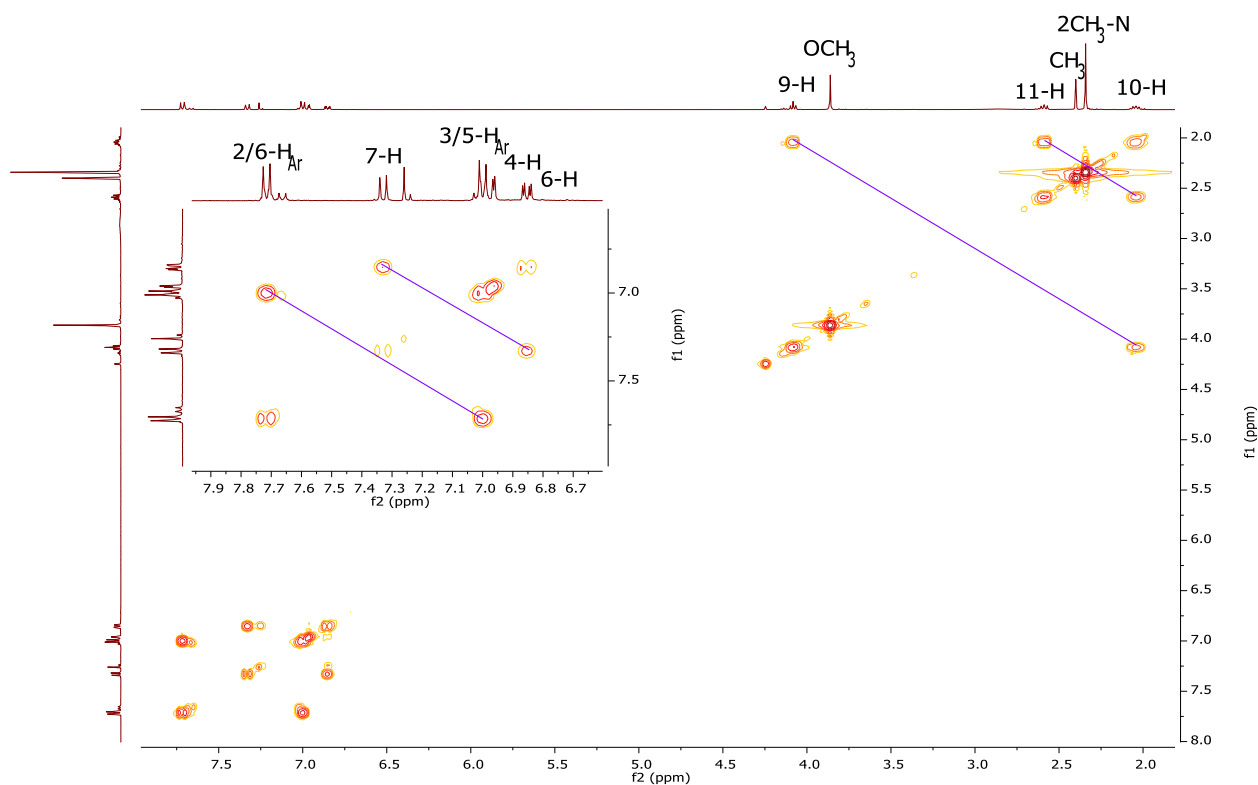 2CH3-N
OCH3
CH3
9-H
11-H
10-H
2.0
2.5
3.0
3.5
4.0
4.5
5.0
5.5
6.0
6.5
7.0
7.5
8.0
f1 (ppm)
2/6-HAr
7-H
3/5-HAr
4-H
6-H
7.0
7.5
f1 (ppm)
7.9 7.8 7.7 7.6 7.5 7.4 7.3 7.2 7.1 7.0 6.9 6.8 6.7
f2 (ppm)
7.5 7.0 6.5 6.0 5.5 5.0 4.5 4.0 3.5 3.0 2.5 2.0
f2 (ppm)